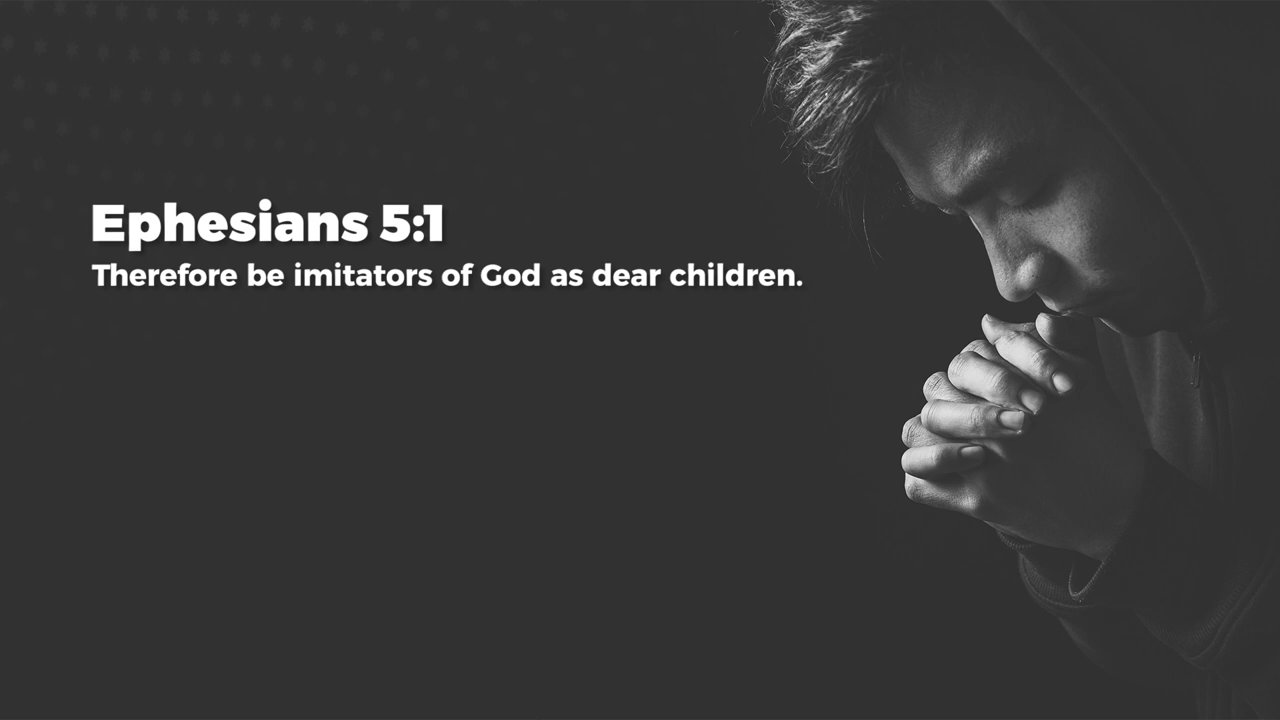 Ephesians 5:1
Therefore be imitators of God as dear children.